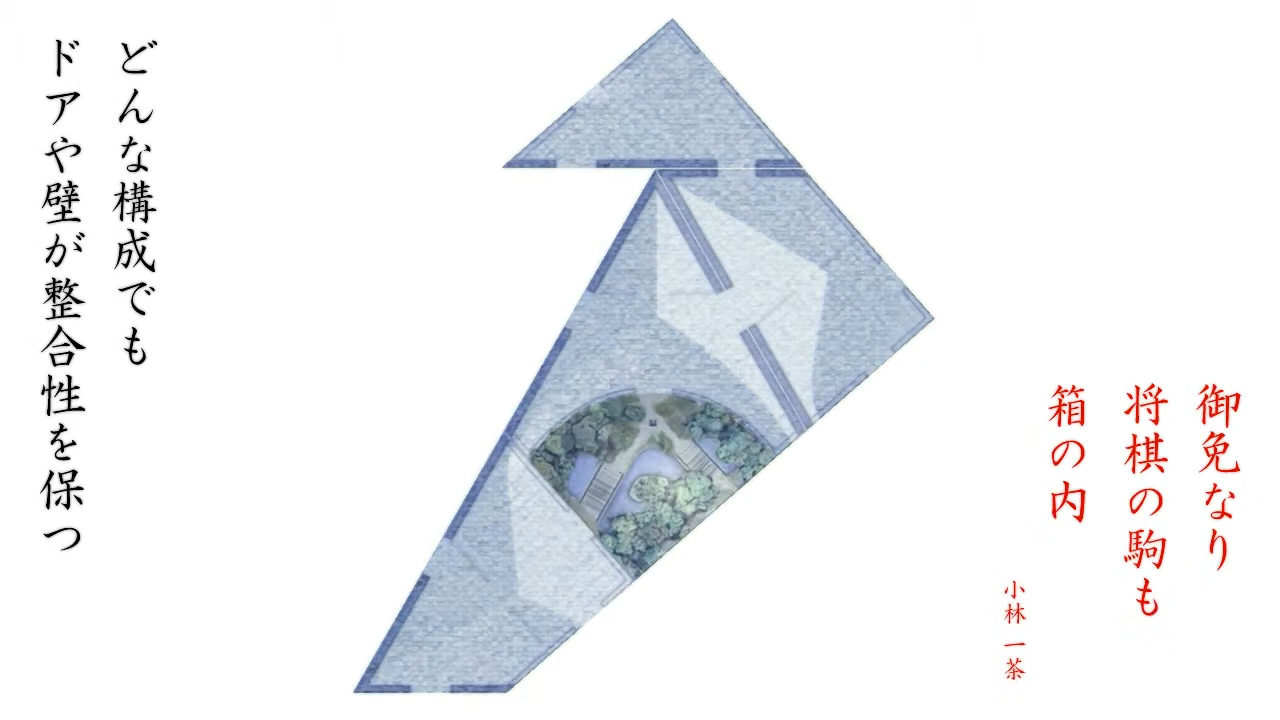 御免なり
将棋の駒も
箱の内
小林 一茶
どんな構成でも
ドアや壁が整合性を保つ